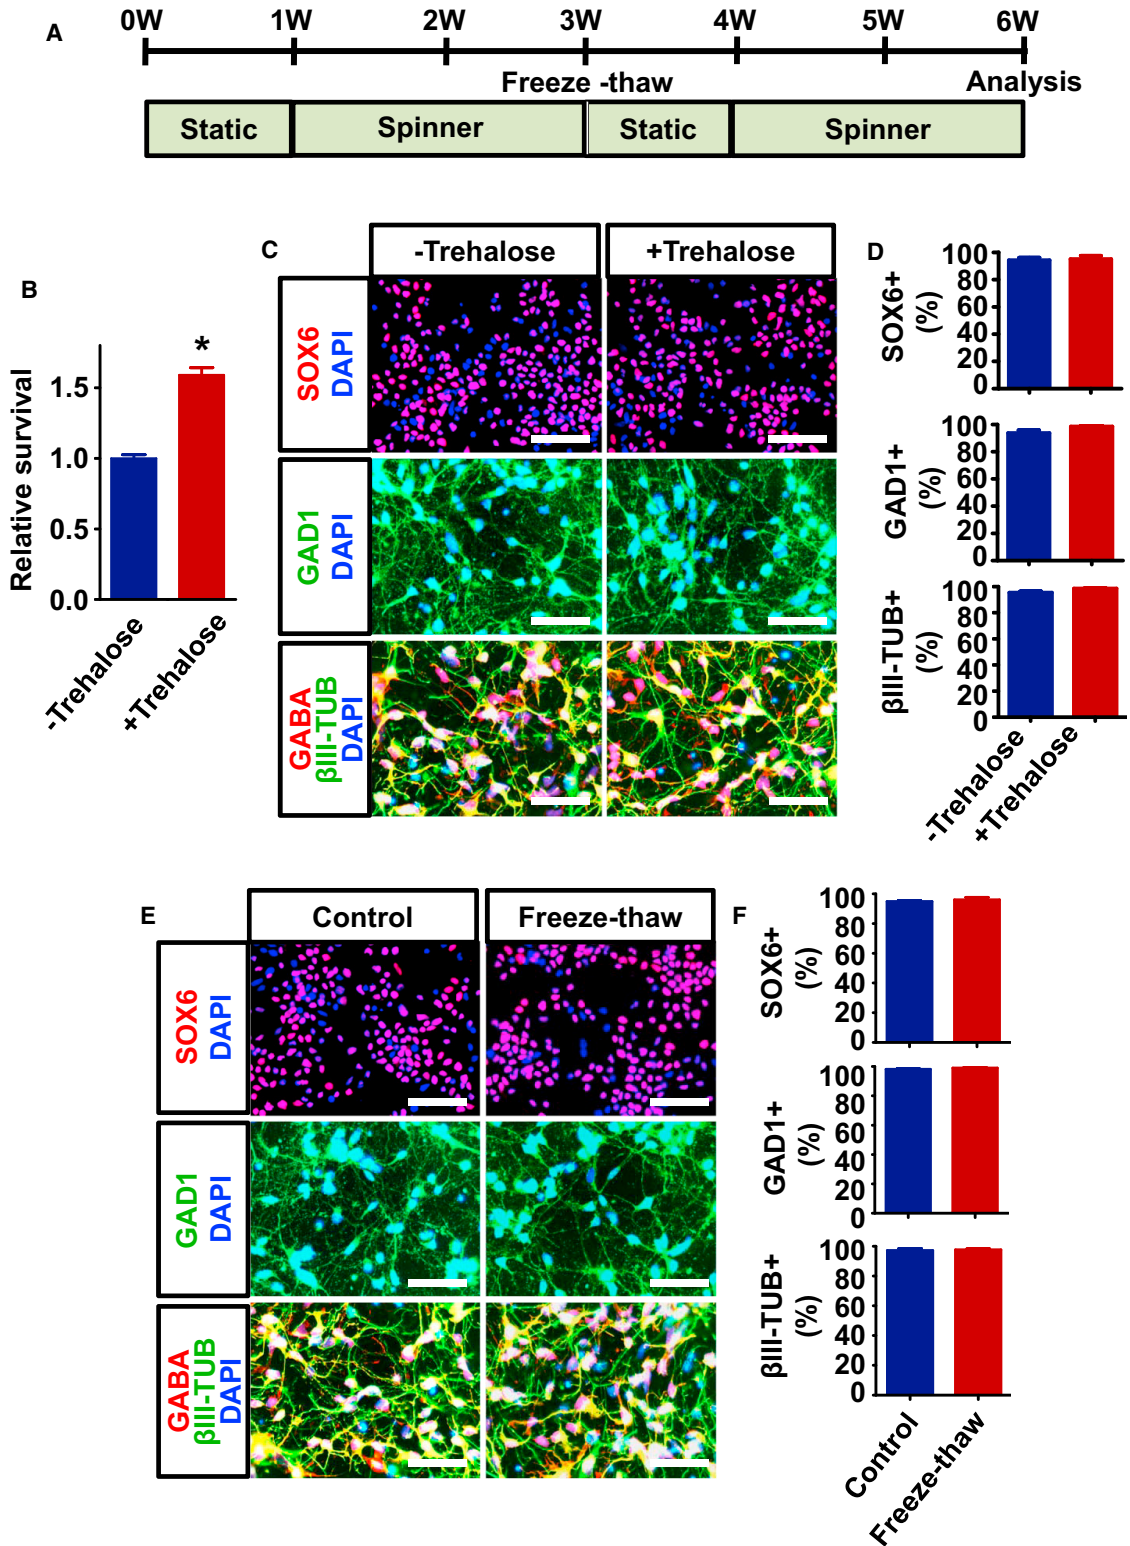 A
0W 1W 2W 3W 4W 5W 6W
Freeze -thaw Analysis
Static Spinner Static Spinner
B
Relative survival
*
1.5
1.0
0.5
0.0
-Trehalose
+Trehalose
C
-Trehalose +Trehalose
SOX6
DAPI
GAD1
DAPI
GABA
βIII-TUB
DAPI
D
SOX6+
(%)
100
80
60
40
20
0
GAD1+
(%)
100
80
60
40
20
0
βIII-TUB+
(%)
100
80
60
40
20
0
-Trehalose
+Trehalose
E
Control Freeze-thaw
SOX6
DAPI
GAD1
DAPI
GABA
βIII-TUB
DAPI
F
SOX6+
(%)
100
80
60
40
20
0
GAD1+
(%)
100
80
60
40
20
0
βIII-TUB+
(%)
100
80
60
40
20
0
Control
Freeze-thaw